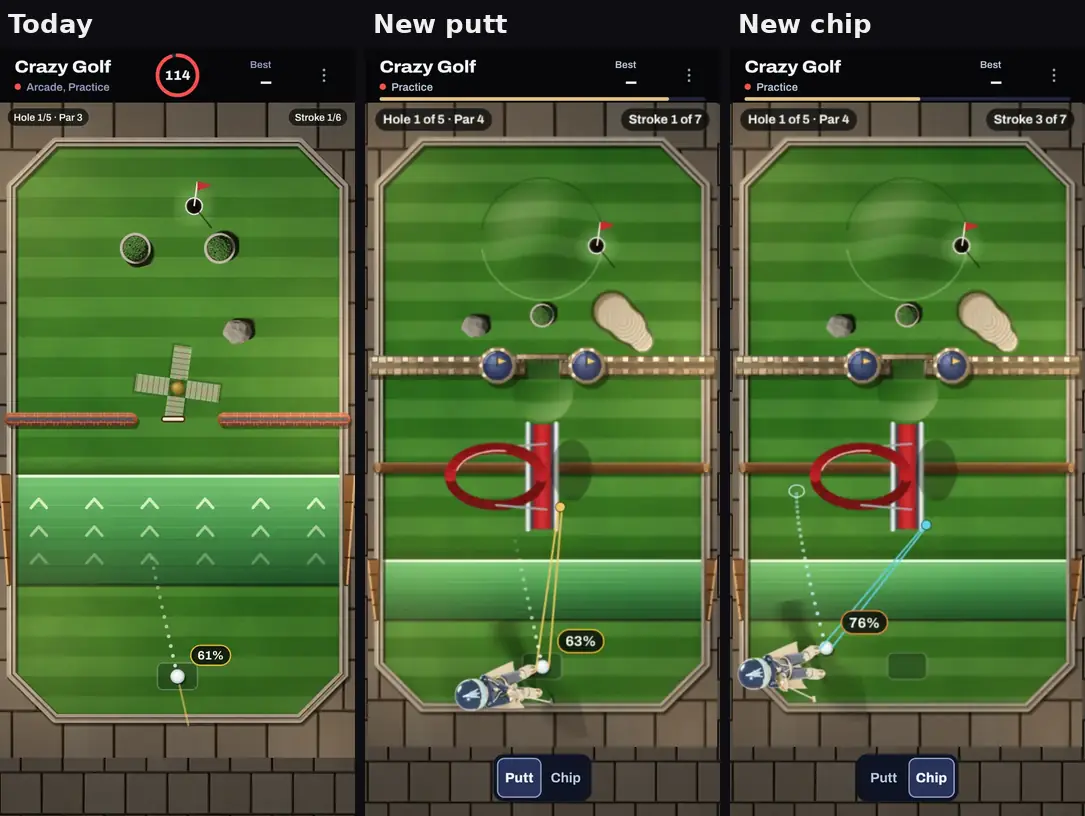 Today
Crazy Golf
Arcade, Practice
114
Best
–
Hole 1/5 · Par 3
Stroke 1/6
61%
New putt
Crazy Golf
Practice
Best
–
Hole 1 of 5 · Par 4
Stroke 1 of 7
63%
Putt
Chip
New chip
Crazy Golf
Practice
Best
–
Hole 1 of 5 · Par 4
Stroke 3 of 7
76%
Putt
Chip